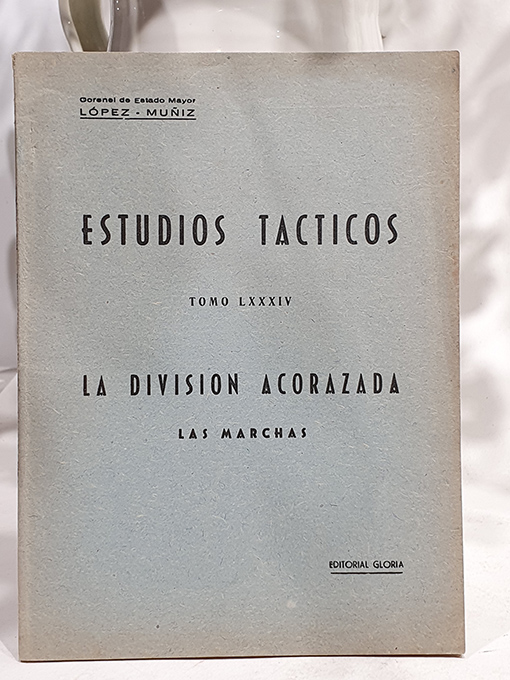 Coronel de Estado Mayor
LÓPEZ - MUÑIZ
ESTUDIOS TACTICOS
TOMO LXXXIV
LA DIVISION ACORAZADA
LAS MARCHAS
EDITORIAL GLORIA